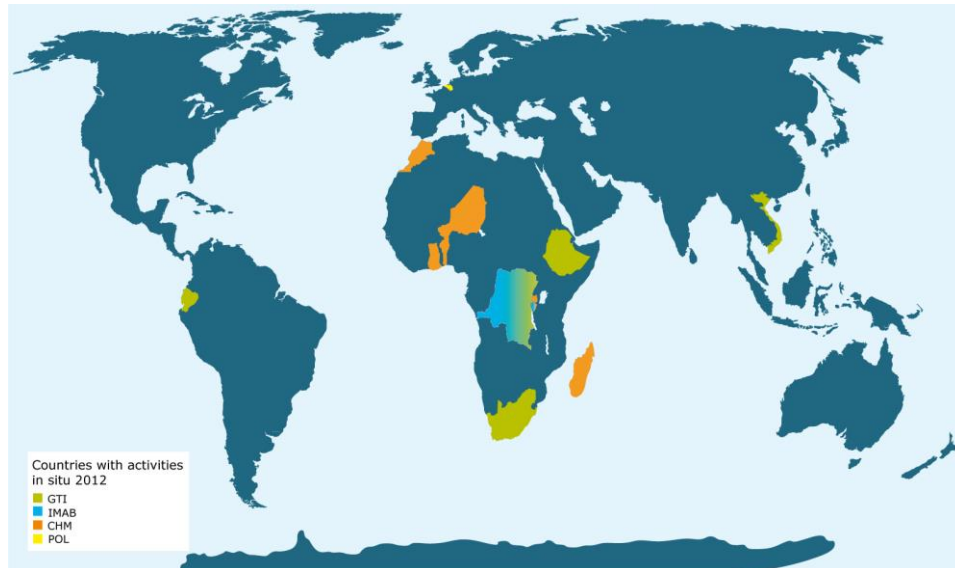 Countries with activities
in situ 2012
GTI
IMAB
CHM
POL